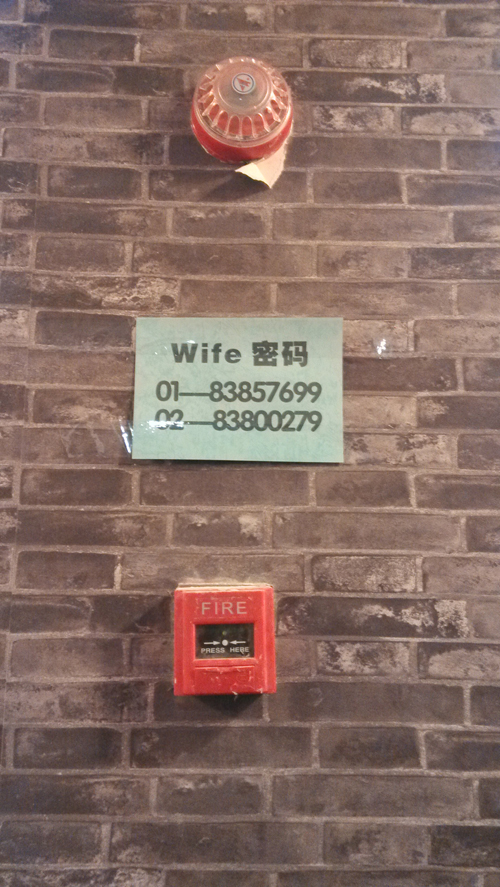 Wife 密码
01—83857699
02—83800279
FIRE
PRESS HERE